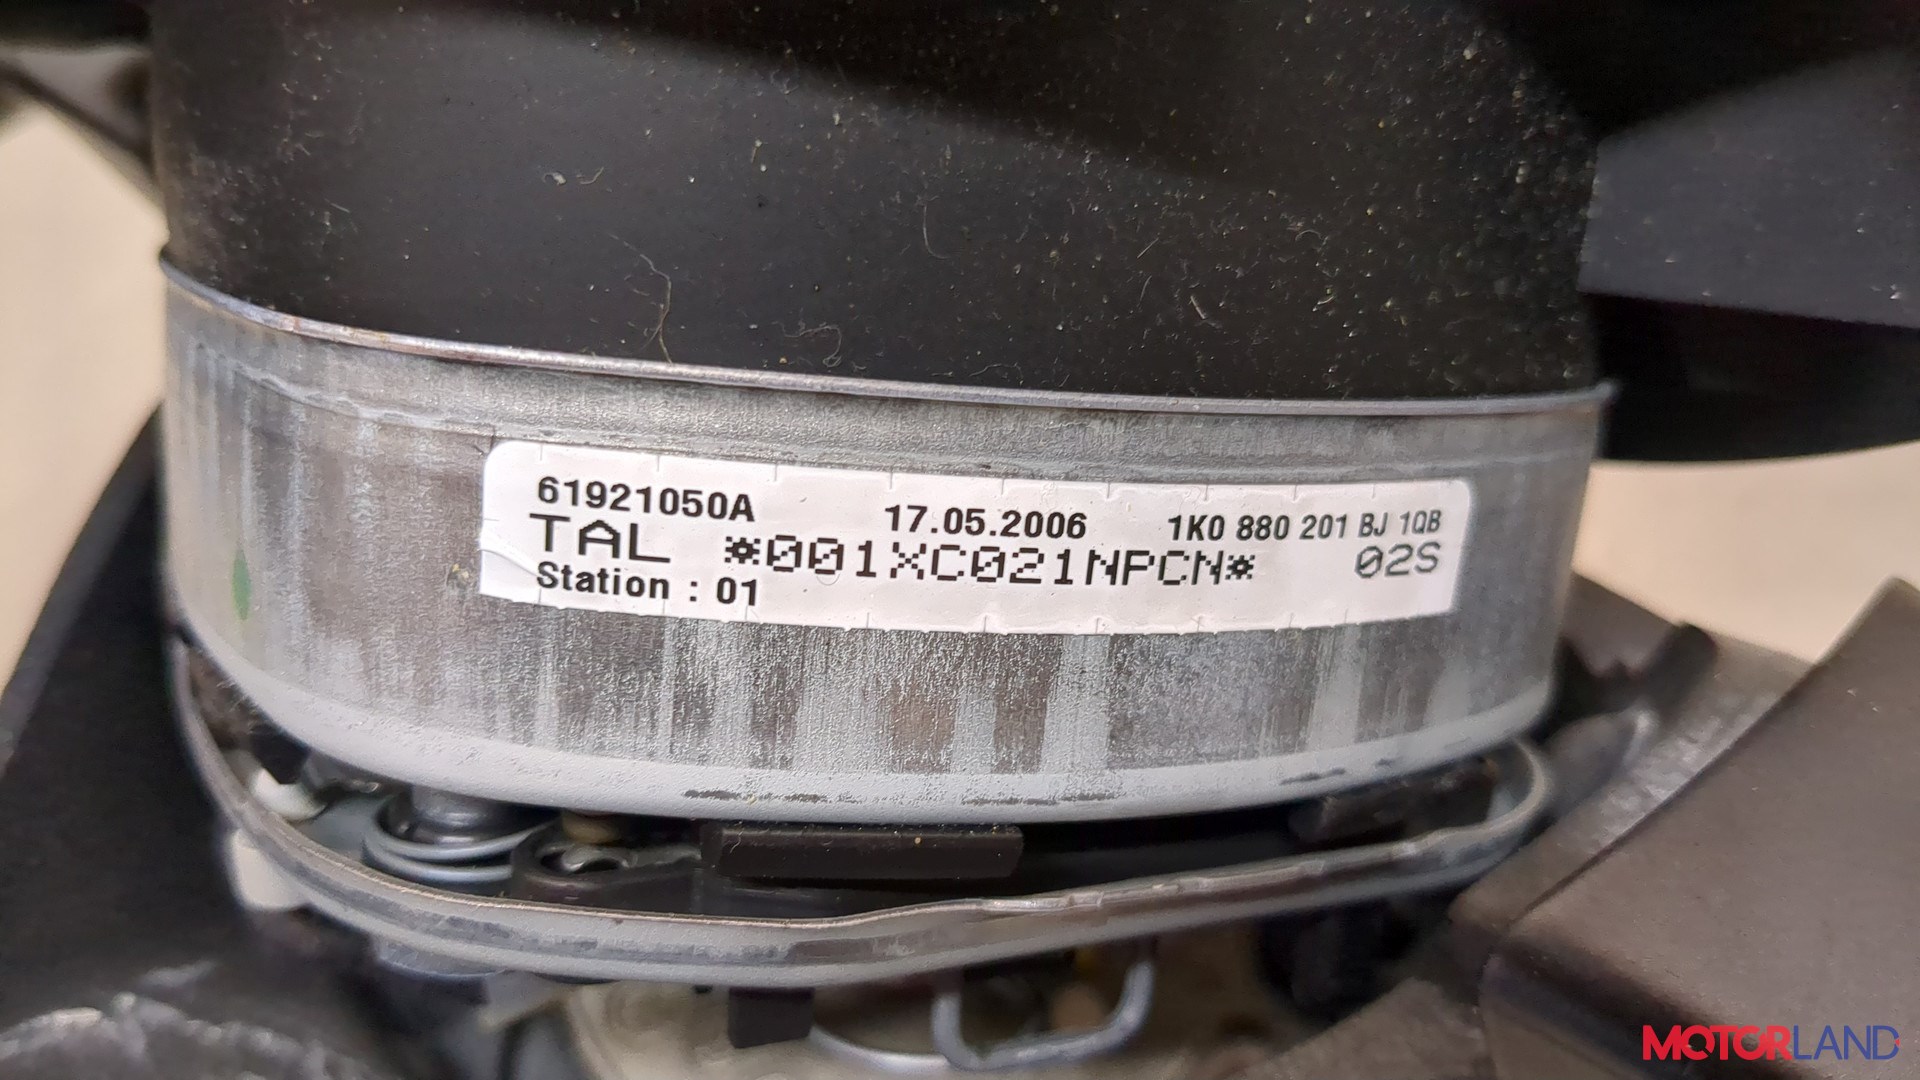 61921050A 17.05.2006 1K0 880 201 BJ 1QB
TAL *001XC021NPCN* 02S
Station : 01
MOTORLAND